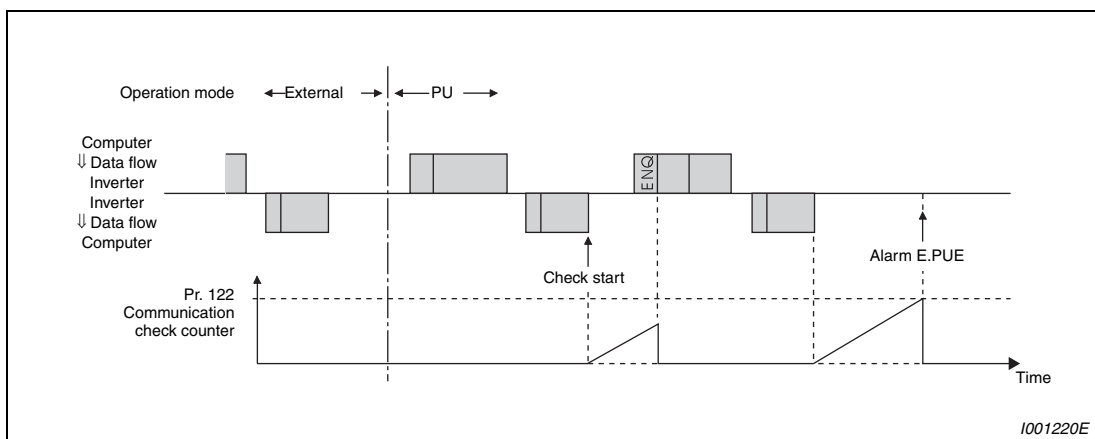 Operation mode
External
PU
Computer
⇓ Data flow
Inverter
Inverter
⇓ Data flow
Computer
ENQ
Check start
Alarm E.PUE
Pr. 122
Communication
check counter
Time
I001220E